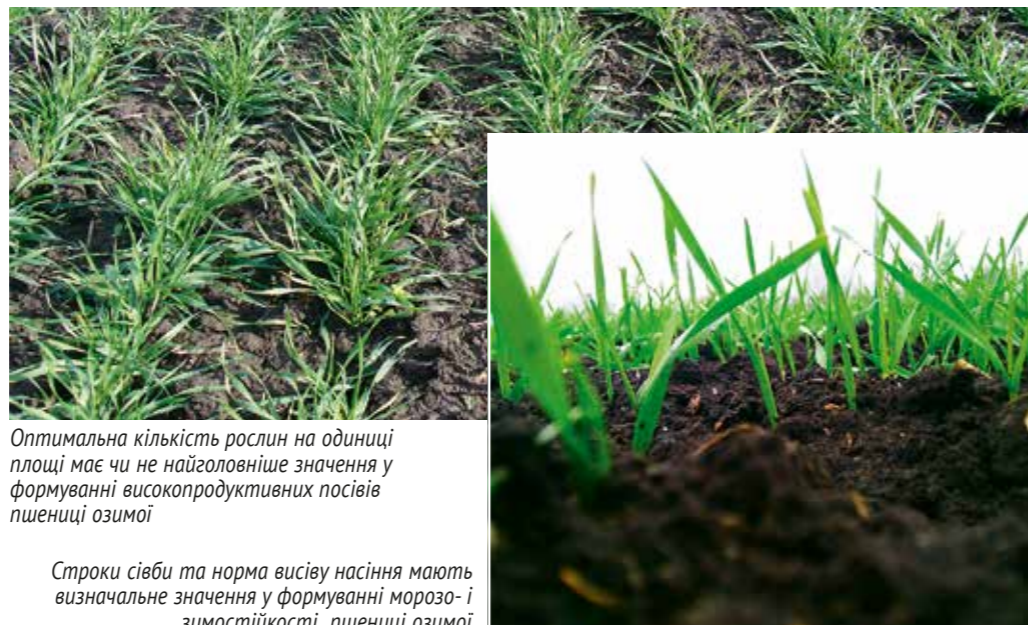 Оптимальна кількість рослин на одиниці
площі має чи не найголовніше значення у
формуванні високопродуктивних посівів
пшениці озимої
Строки сівби та норма висіву насіння мають
визначальне значення у формуванні морозо- і
зимостійкості пшениці озимої